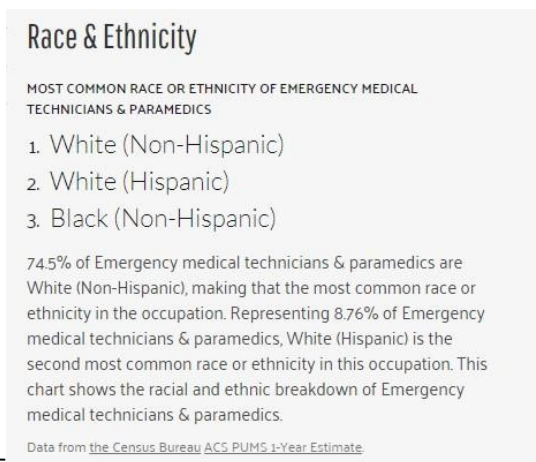 Race & Ethnicity
MOST COMMON RACE OR ETHNICITY OF EMERGENCY MEDICAL
TECHNICIANS & PARAMEDICS
1. White (Non-Hispanic)
2. White (Hispanic)
3. Black (Non-Hispanic)
74.5% of Emergency medical technicians & paramedics are
White (Non-Hispanic), making that the most common race or
ethnicity in the occupation. Representing 8.76% of Emergency
medical technicians & paramedics, White (Hispanic) is the
second most common race or ethnicity in this occupation. This
chart shows the racial and ethnic breakdown of Emergency
medical technicians & paramedics.
Data from the Census Bureau ACS PUMS 1-Year Estimate.